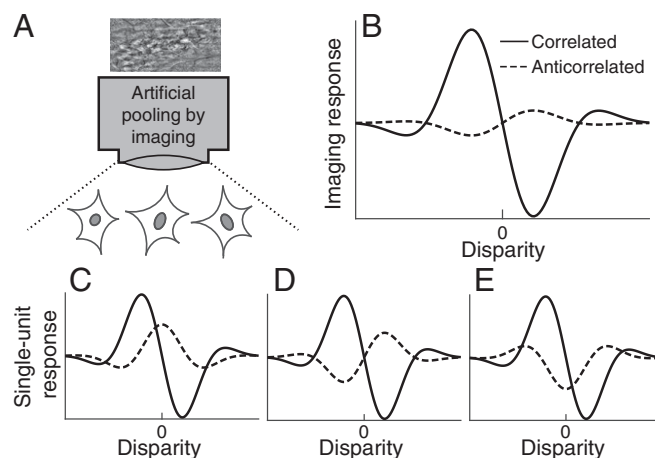 A
Artificial
pooling by
imaging
B
Correlated
Anticorrelated
Imaging response
0
Disparity
C
D
E
Single-unit
response
0
0
0
Disparity
Disparity
Disparity